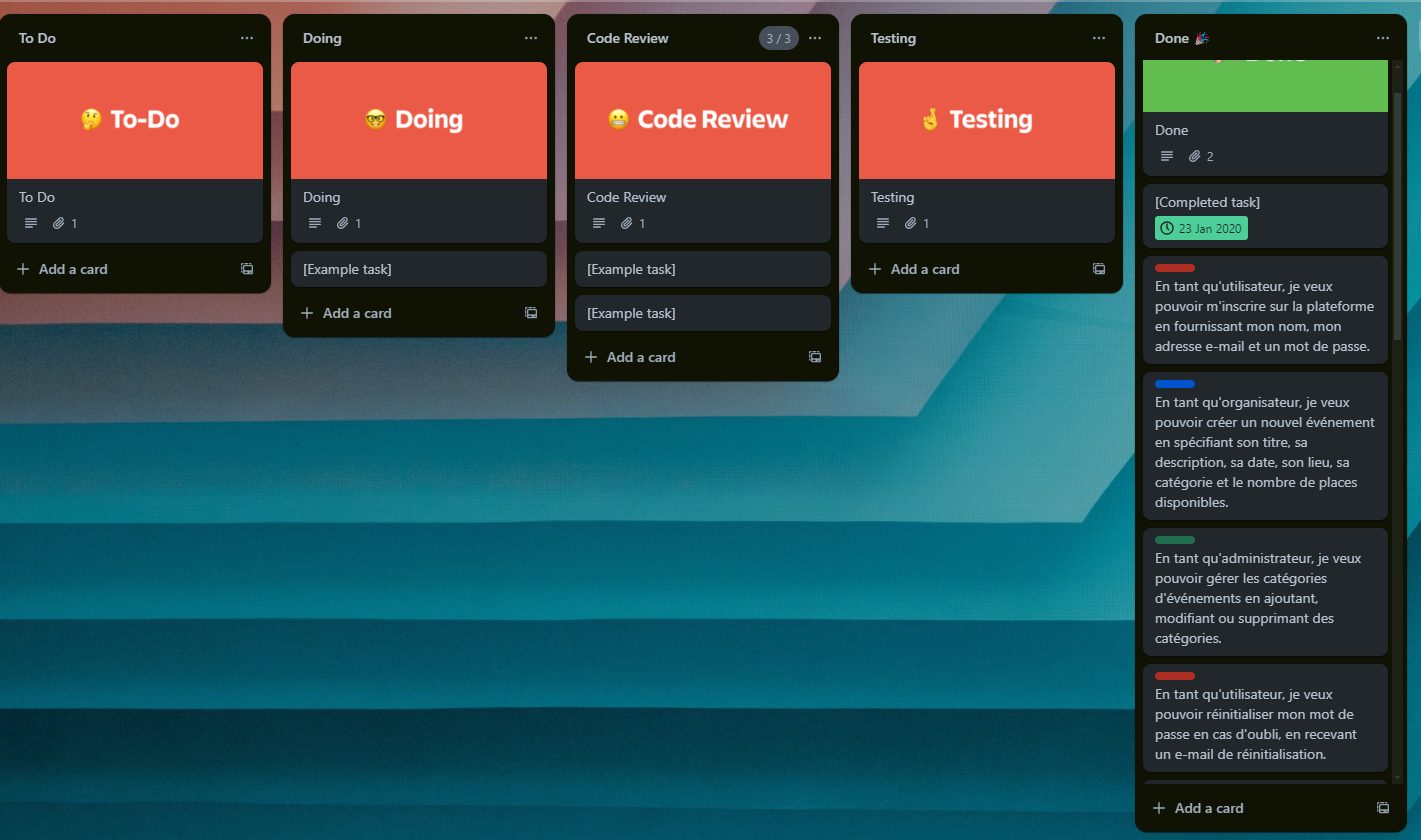 To Do
🤔 To-Do
To Do
1
+ Add a card
Doing
🤓 Doing
Doing
1
[Example task]
+ Add a card
Code Review
3 / 3
😬 Code Review
Code Review
1
[Example task]
[Example task]
+ Add a card
Testing
🤞 Testing
Testing
1
+ Add a card
Done 🎉
Done
Done
2
[Completed task]
23 Jan 2020
En tant qu'utilisateur, je veux
pouvoir m'inscrire sur la plateforme
en fournissant mon nom, mon
adresse e-mail et un mot de passe.
En tant qu'organisateur, je veux
pouvoir créer un nouvel événement
en spécifiant son titre, sa
description, sa date, son lieu, sa
catégorie et le nombre de places
disponibles.
En tant qu'administrateur, je veux
pouvoir gérer les catégories
d'événements en ajoutant,
modifiant ou supprimant des
catégories.
En tant qu'utilisateur, je veux
pouvoir réinitialiser mon mot de
passe en cas d'oubli, en recevant
un e-mail de réinitialisation.
+ Add a card